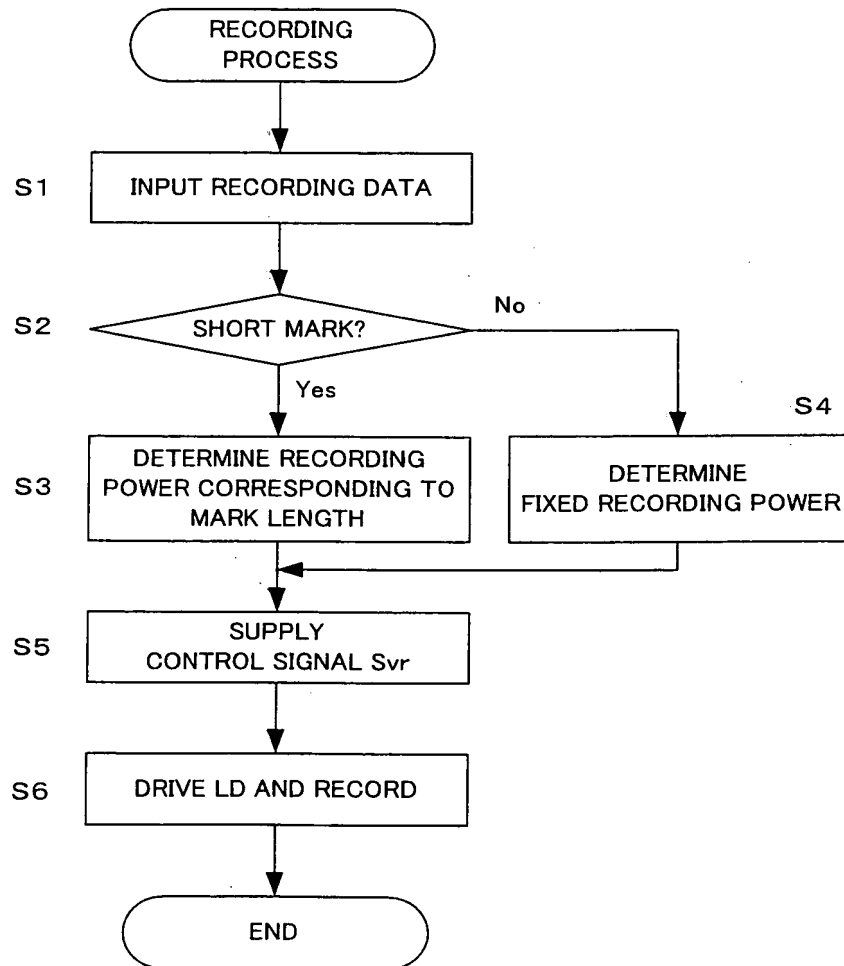 RECORDING
PROCESS
S1
INPUT RECORDING DATA
S2
SHORT MARK?
No
Yes
S4
S3
DETERMINE RECORDING
POWER CORRESPONDING TO
MARK LENGTH
DETERMINE
FIXED RECORDING POWER
S5
SUPPLY
CONTROL SIGNAL Svr
S6
DRIVE LD AND RECORD
END